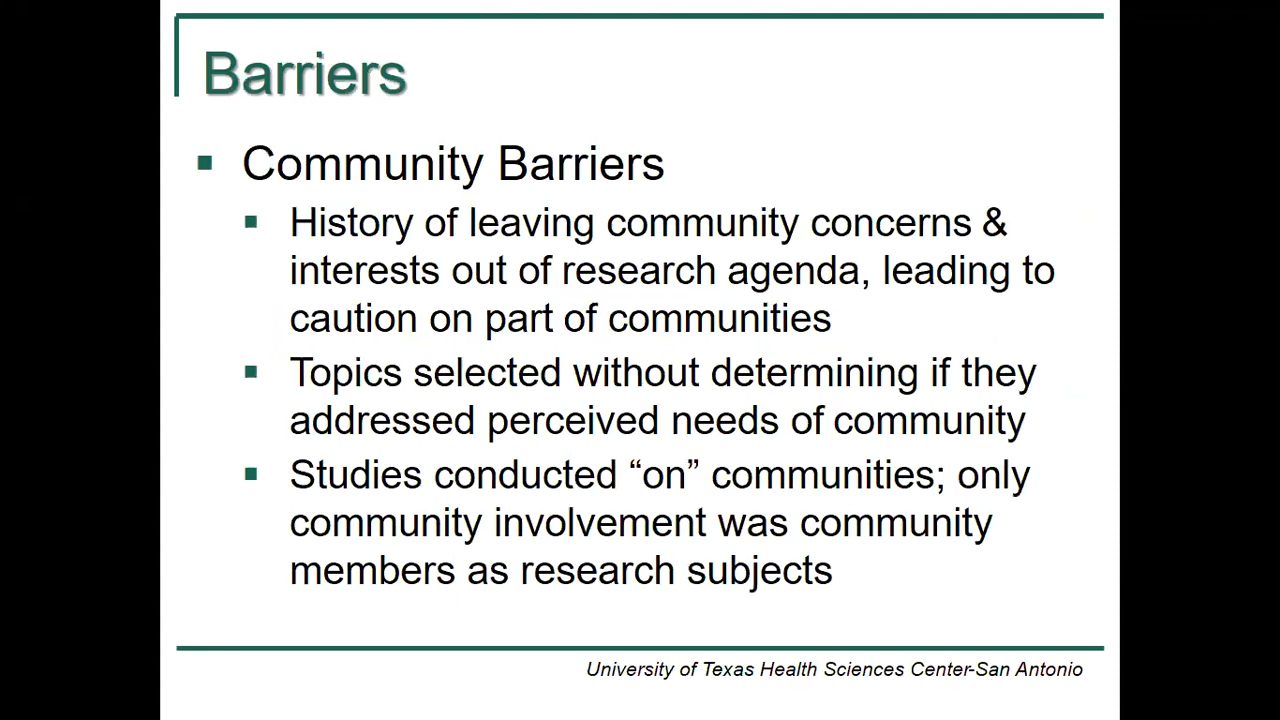 Barriers
Community Barriers
History of leaving community concerns &
interests out of research agenda, leading to
caution on part of communities
Topics selected without determining if they
addressed perceived needs of community
Studies conducted “on” communities; only
community involvement was community
members as research subjects
University of Texas Health Sciences Center-San Antonio